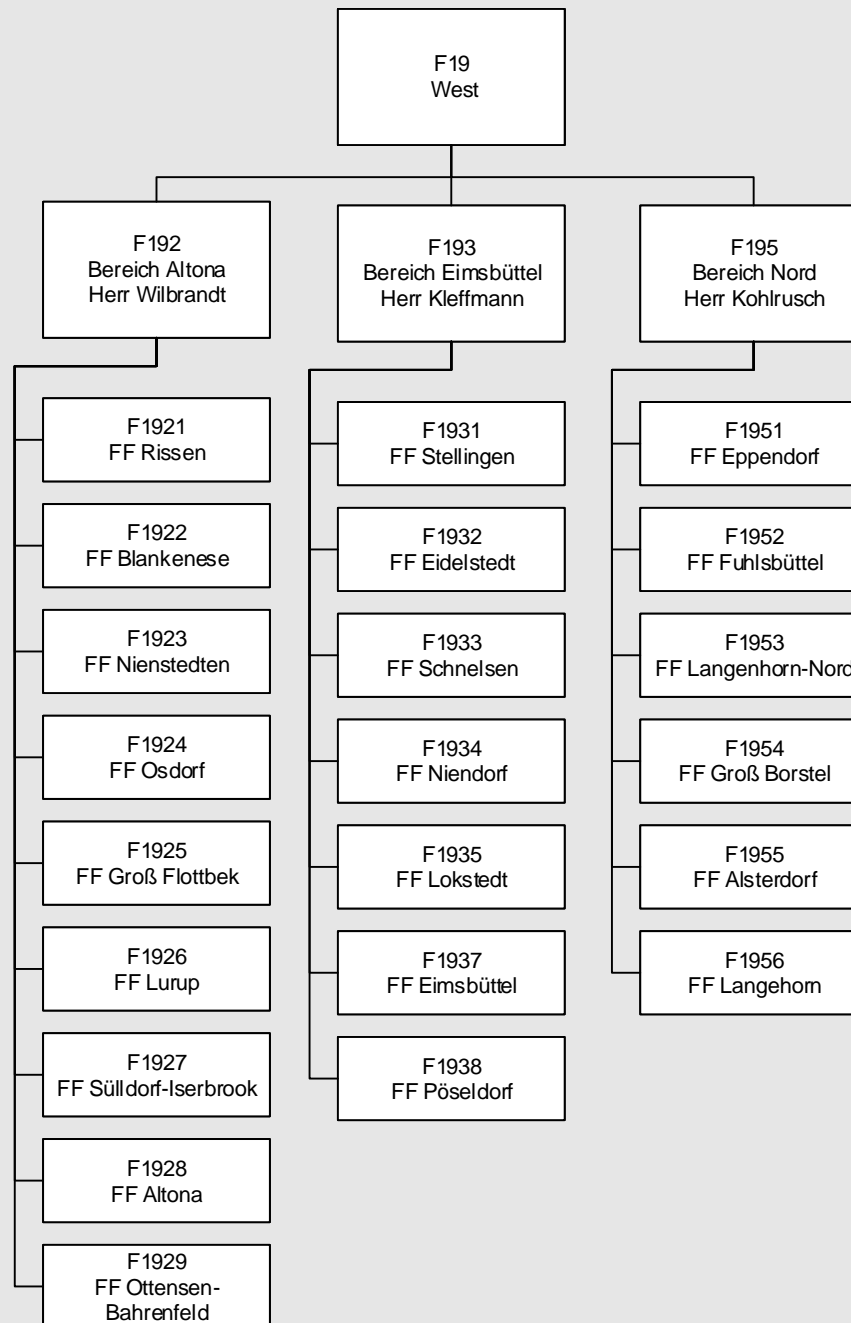 F19
West
F192
Bereich Altona
Herr Wilbrandt
F193
Bereich Eimsbüttel
Herr Kleffmann
F195
Bereich Nord
Herr Kohlrusch
F1921
FF Rissen
F1922
FF Blankenese
F1923
FF Nienstedten
F1924
FF Osdorf
F1925
FF Groß Flottbek
F1926
FF Lurup
F1927
FF Sülldorf-Iserbrook
F1928
FF Altona
F1929
FF Ottensen-
Bahrenfeld
F1931
FF Stellingen
F1932
FF Eidelstedt
F1933
FF Schnelsen
F1934
FF Niendorf
F1935
FF Lokstedt
F1937
FF Eimsbüttel
F1938
FF Pöseldorf
F1951
FF Eppendorf
F1952
FF Fuhlsbüttel
F1953
FF Langenhorn-Nord
F1954
FF Groß Borstel
F1955
FF Alsterdorf
F1956
FF Langehorn